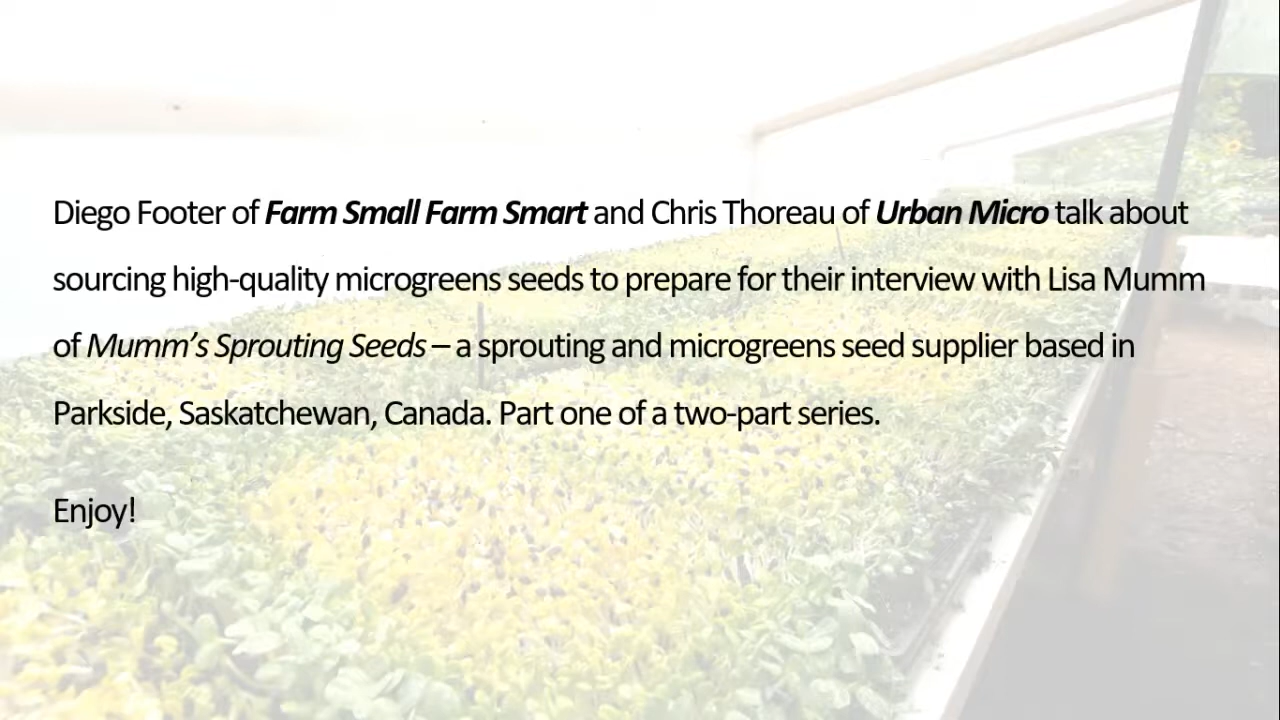 Diego Footer of Farm Small Farm Smart and Chris Thoreau of Urban Micro talk about
sourcing high-quality microgreens seeds to prepare for their interview with Lisa Mumm
of Mumm’s Sprouting Seeds – a sprouting and microgreens seed supplier based in
Parkside, Saskatchewan, Canada. Part one of a two-part series.
Enjoy!